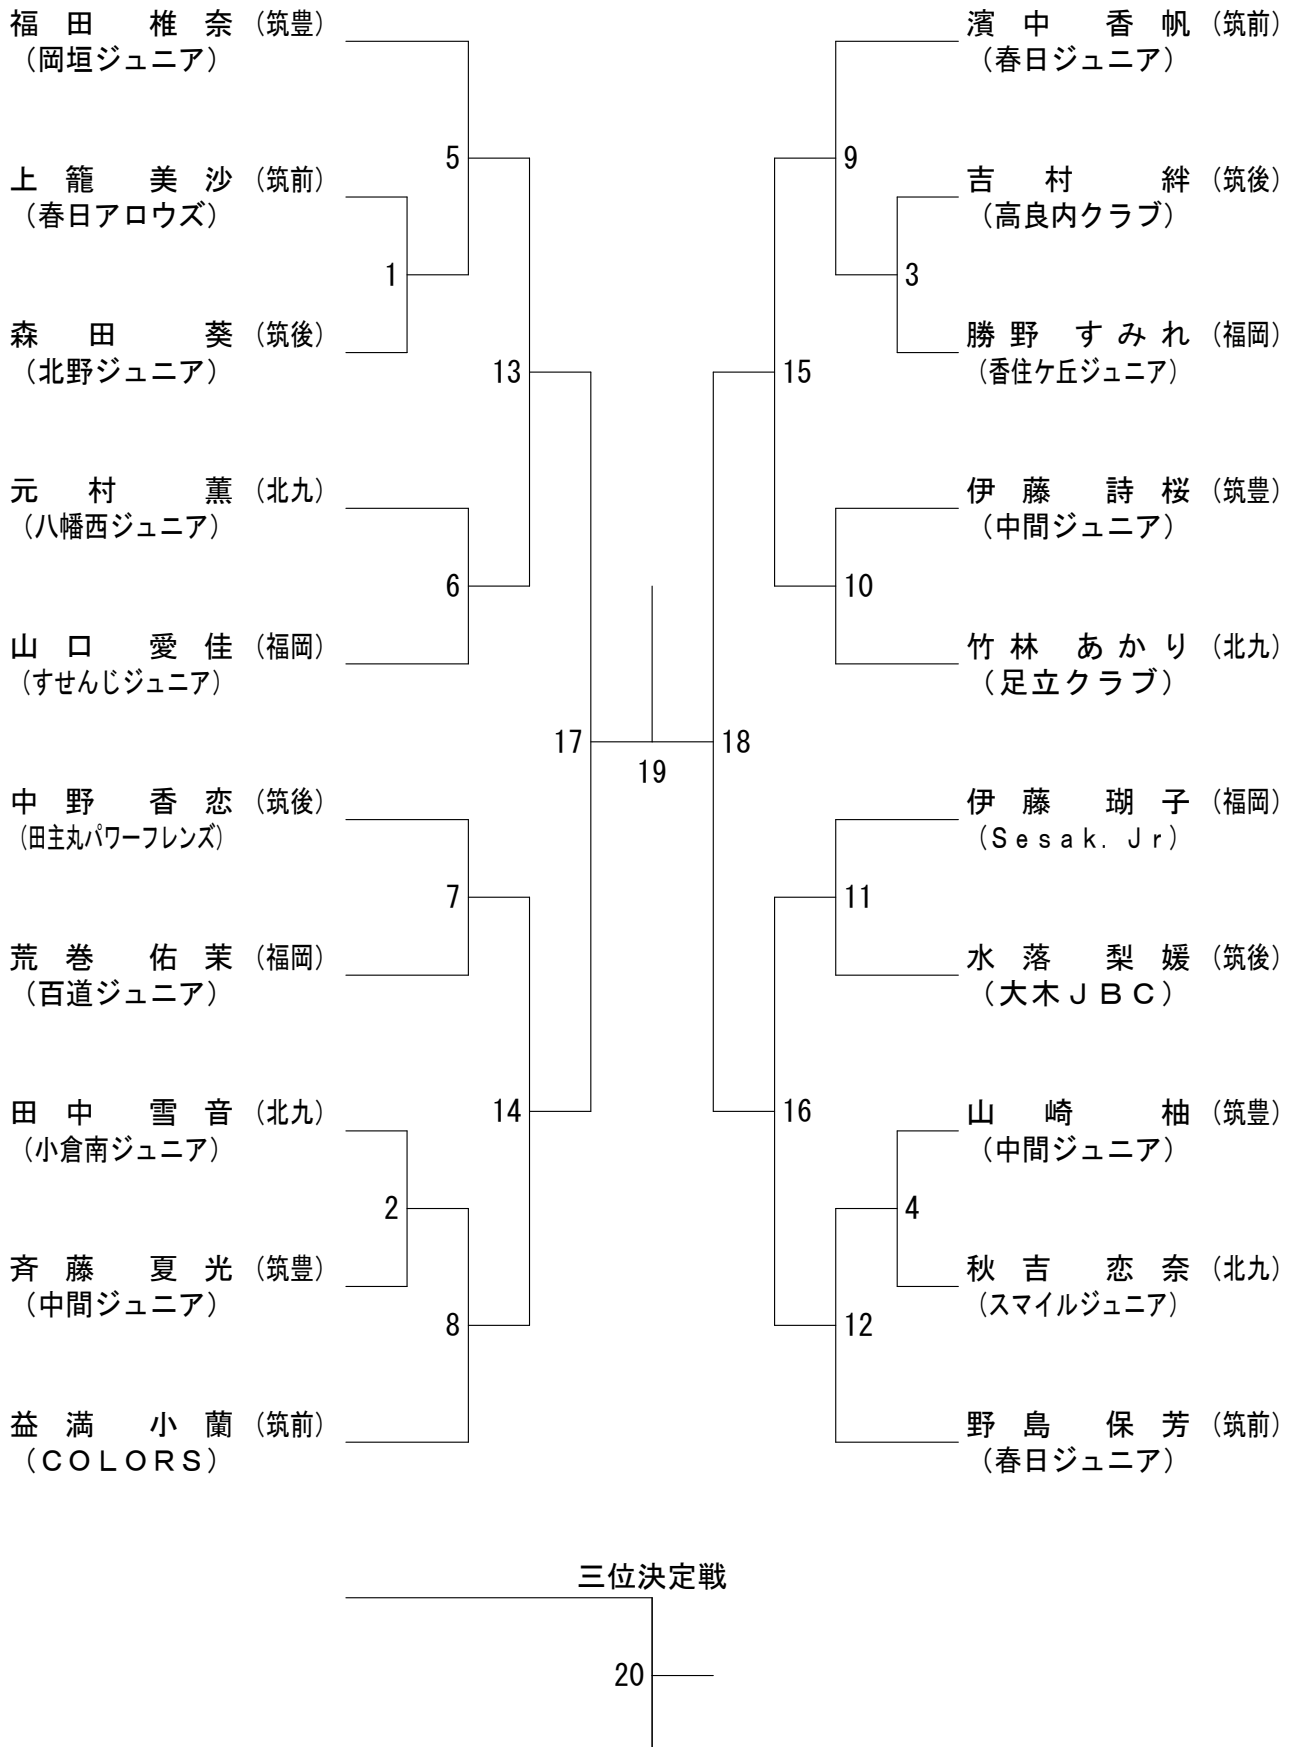 福田 椎奈 (筑豊)
(岡垣ジュニア)
上籠 美沙 (筑前)
(春日アロウズ)
森田 葵 (筑後)
(北野ジュニア)
元村 薫 (北九)
(八幡西ジュニア)
山口 愛佳 (福岡)
(すせんじジュニア)
中野 香恋 (筑後)
(田主丸パワーフレンズ)
荒巻 佑茉 (福岡)
(百道ジュニア)
田中 雪音 (北九)
(小倉南ジュニア)
斉藤 夏光 (筑豊)
(中間ジュニア)
益満 小蘭 (筑前)
(COLORS)
5
1
13
6
17
7
14
2
8
19
濱中 香帆 (筑前)
(春日ジュニア)
吉村 絆 (筑後)
(高良内クラブ)
勝野 すみれ (福岡)
(香住ケ丘ジュニア)
伊藤 詩桜 (筑豊)
(中間ジュニア)
竹林 あかり (北九)
(足立クラブ)
伊藤 瑚子 (福岡)
(Sesak.Jr)
水落 梨媛 (筑後)
(大木JBC)
山崎 柚 (筑豊)
(中間ジュニア)
秋吉 恋奈 (北九)
(スマイルジュニア)
野島 保芳 (筑前)
(春日ジュニア)
9
3
15
10
18
11
16
4
12
三位決定戦
20